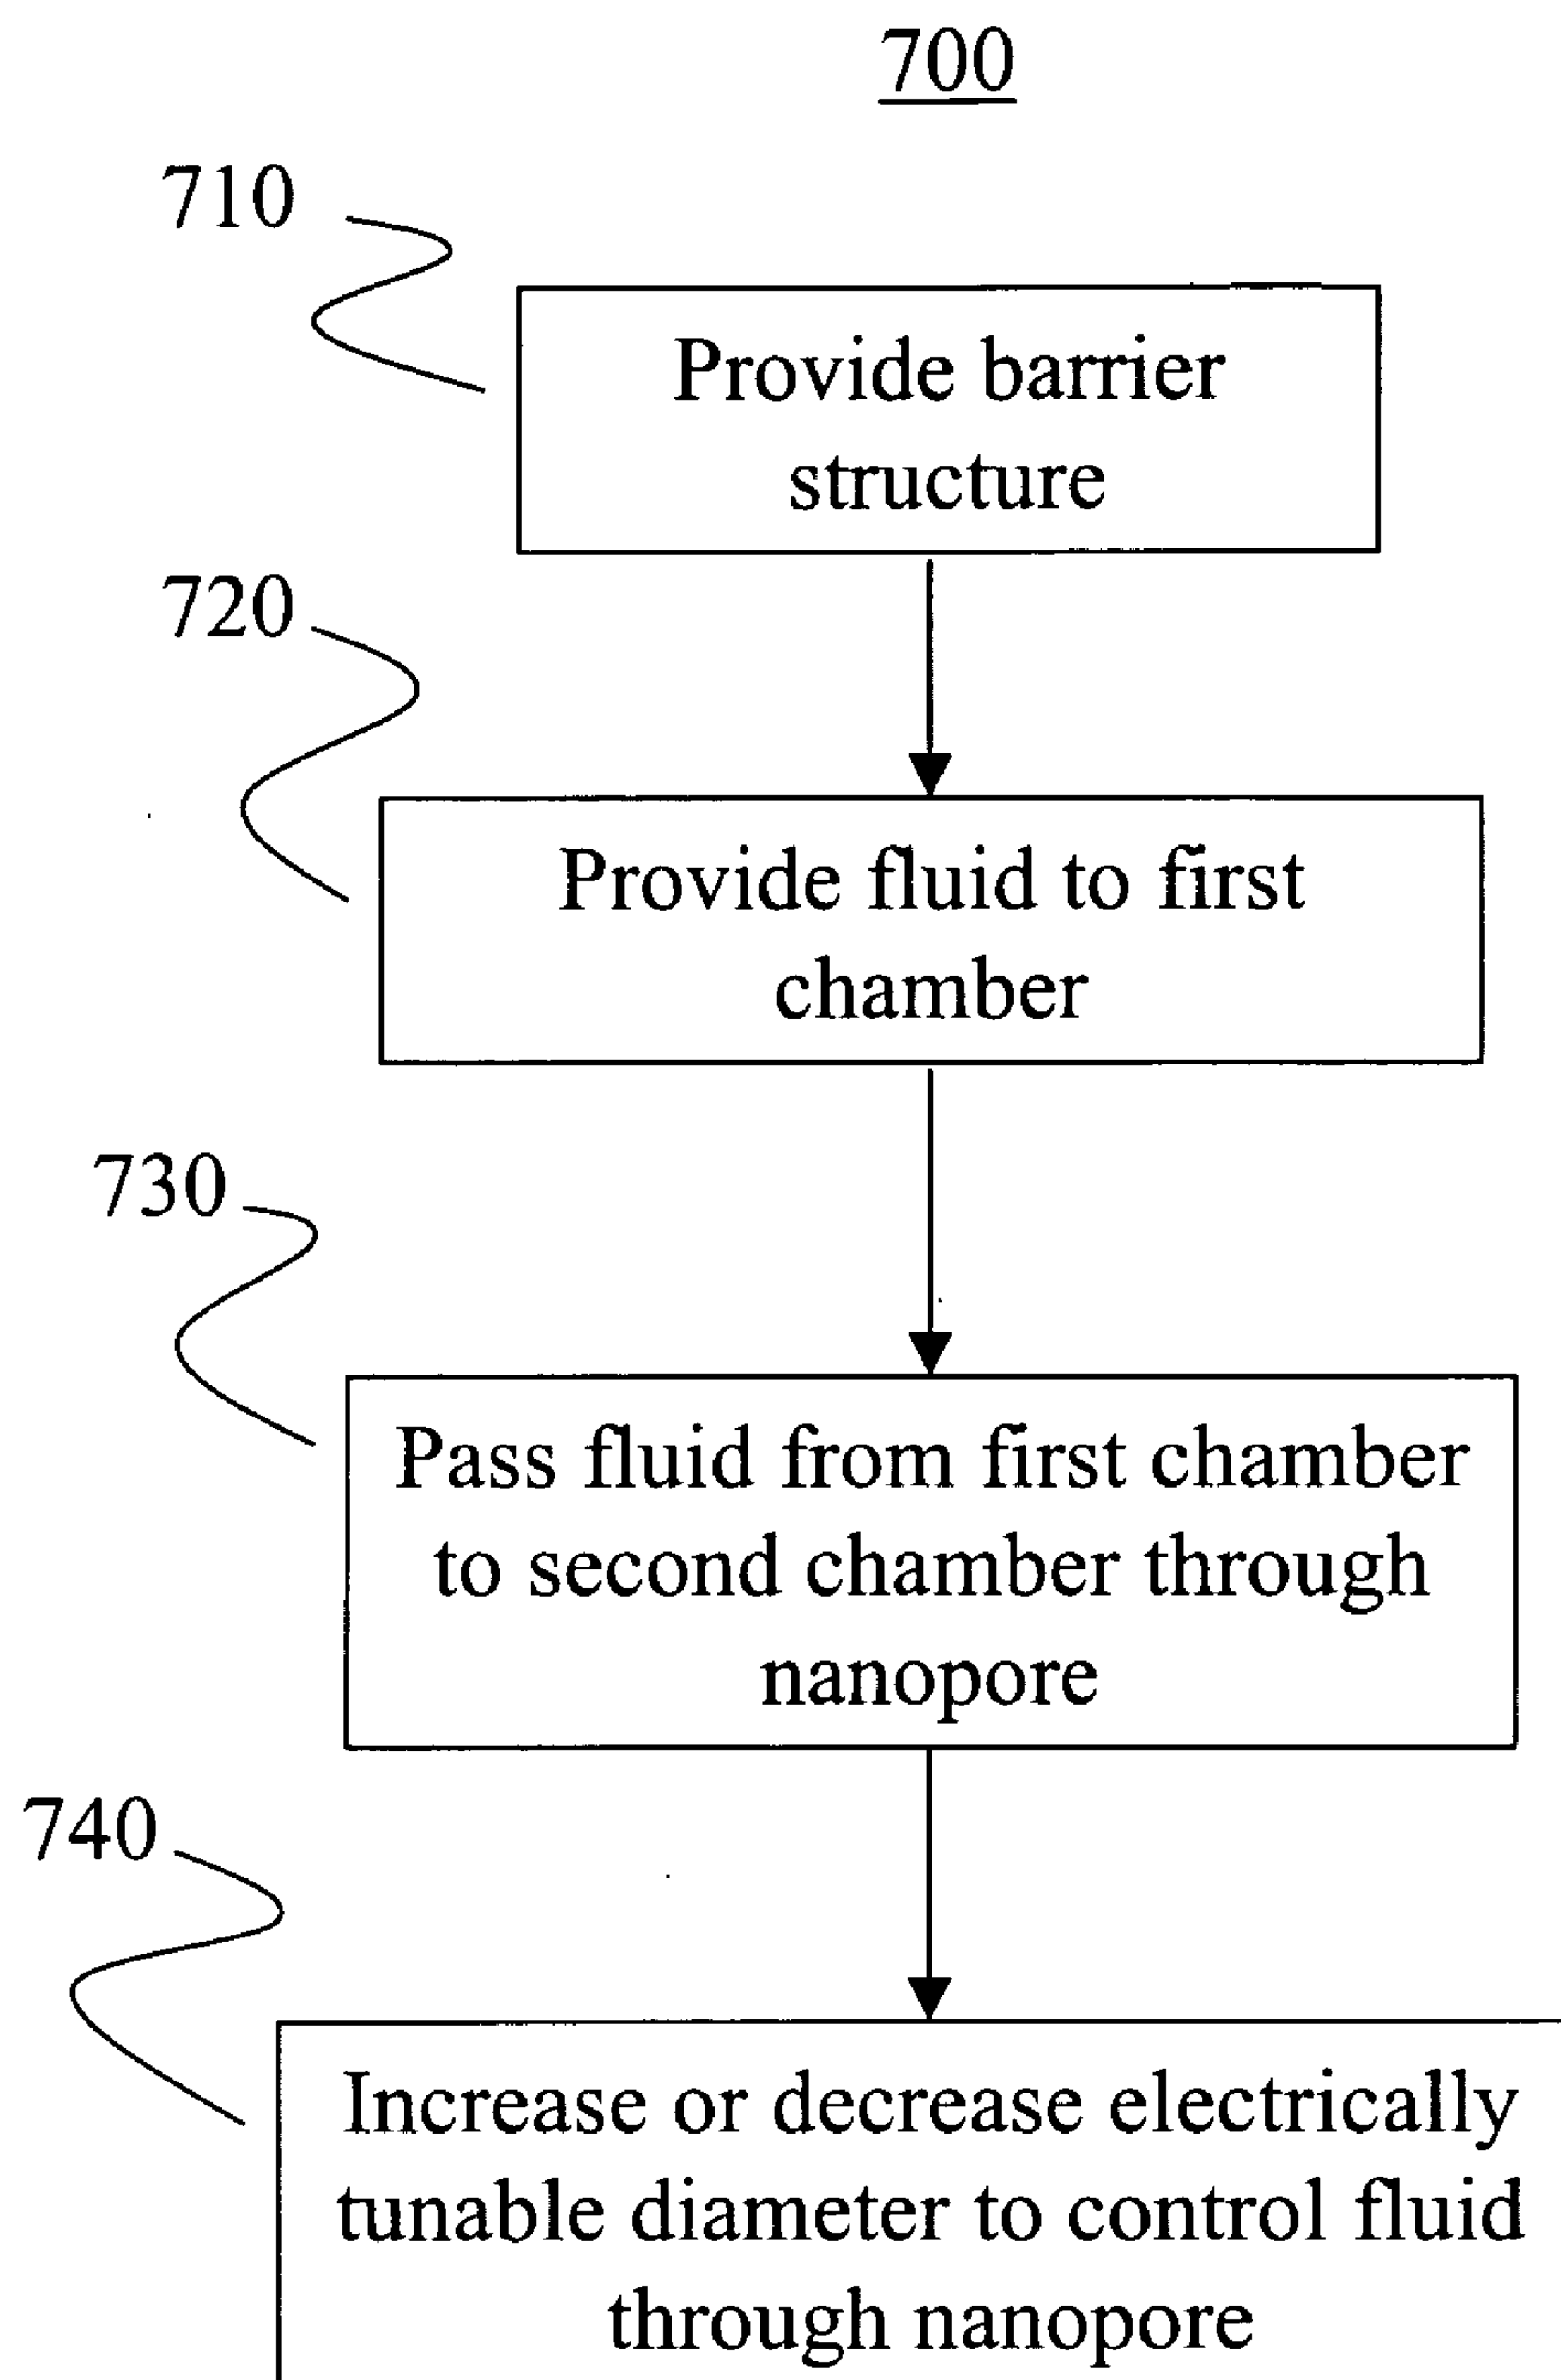 700
710
Provide barrier
structure
720
Provide fluid to first
chamber
730
Pass fluid from first chamber
to second chamber through
nanopore
740
Increase or decrease electrically
tunable diameter to control fluid
through nanopore